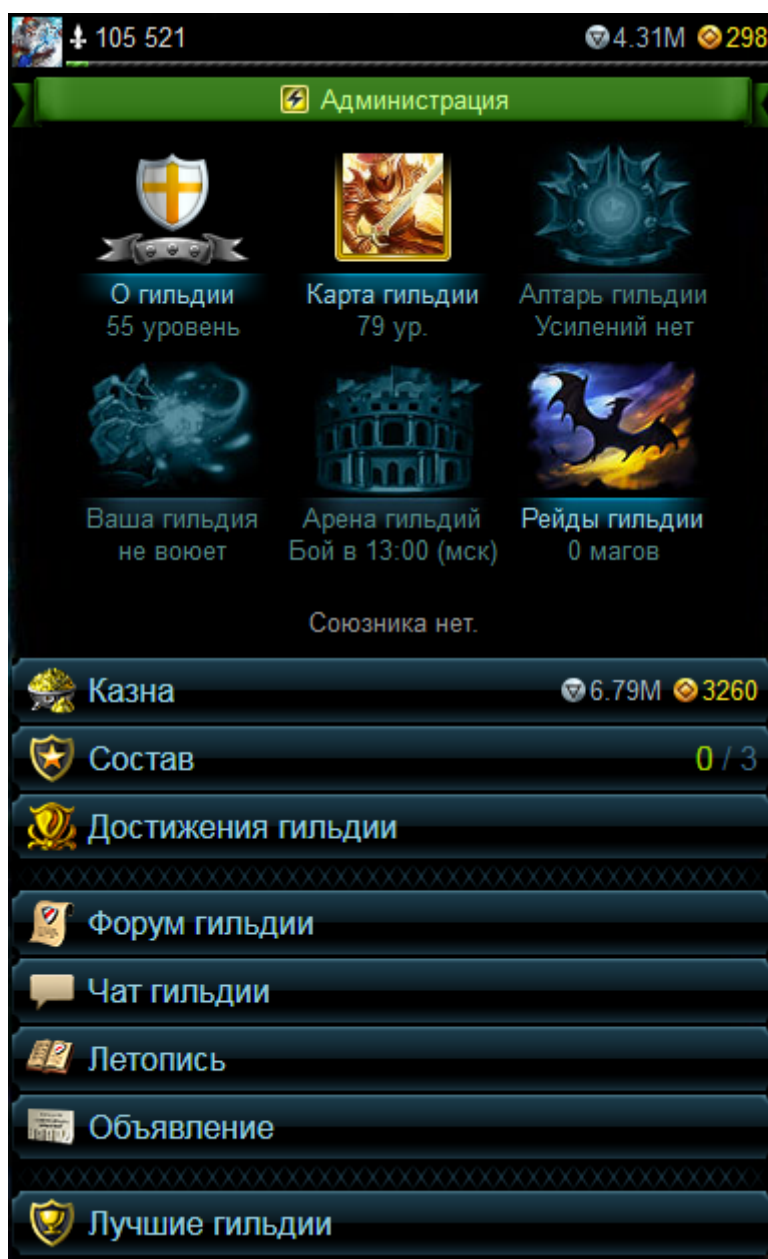 105 521 4.31M 298
Администрация
О гильдии Карта гильдии Алтарь гильдии
55 уровень 79 ур. Усилений нет
Ваша гильдия Арена гильдий Рейды гильдии
не воюет Бой в 13:00 (мск) 0 магов
Союзника нет.
Казна 6.79M 3260
Состав 0 / 3
Достижения гильдии
Форум гильдии
Чат гильдии
Летопись
Объявление
Лучшие гильдии